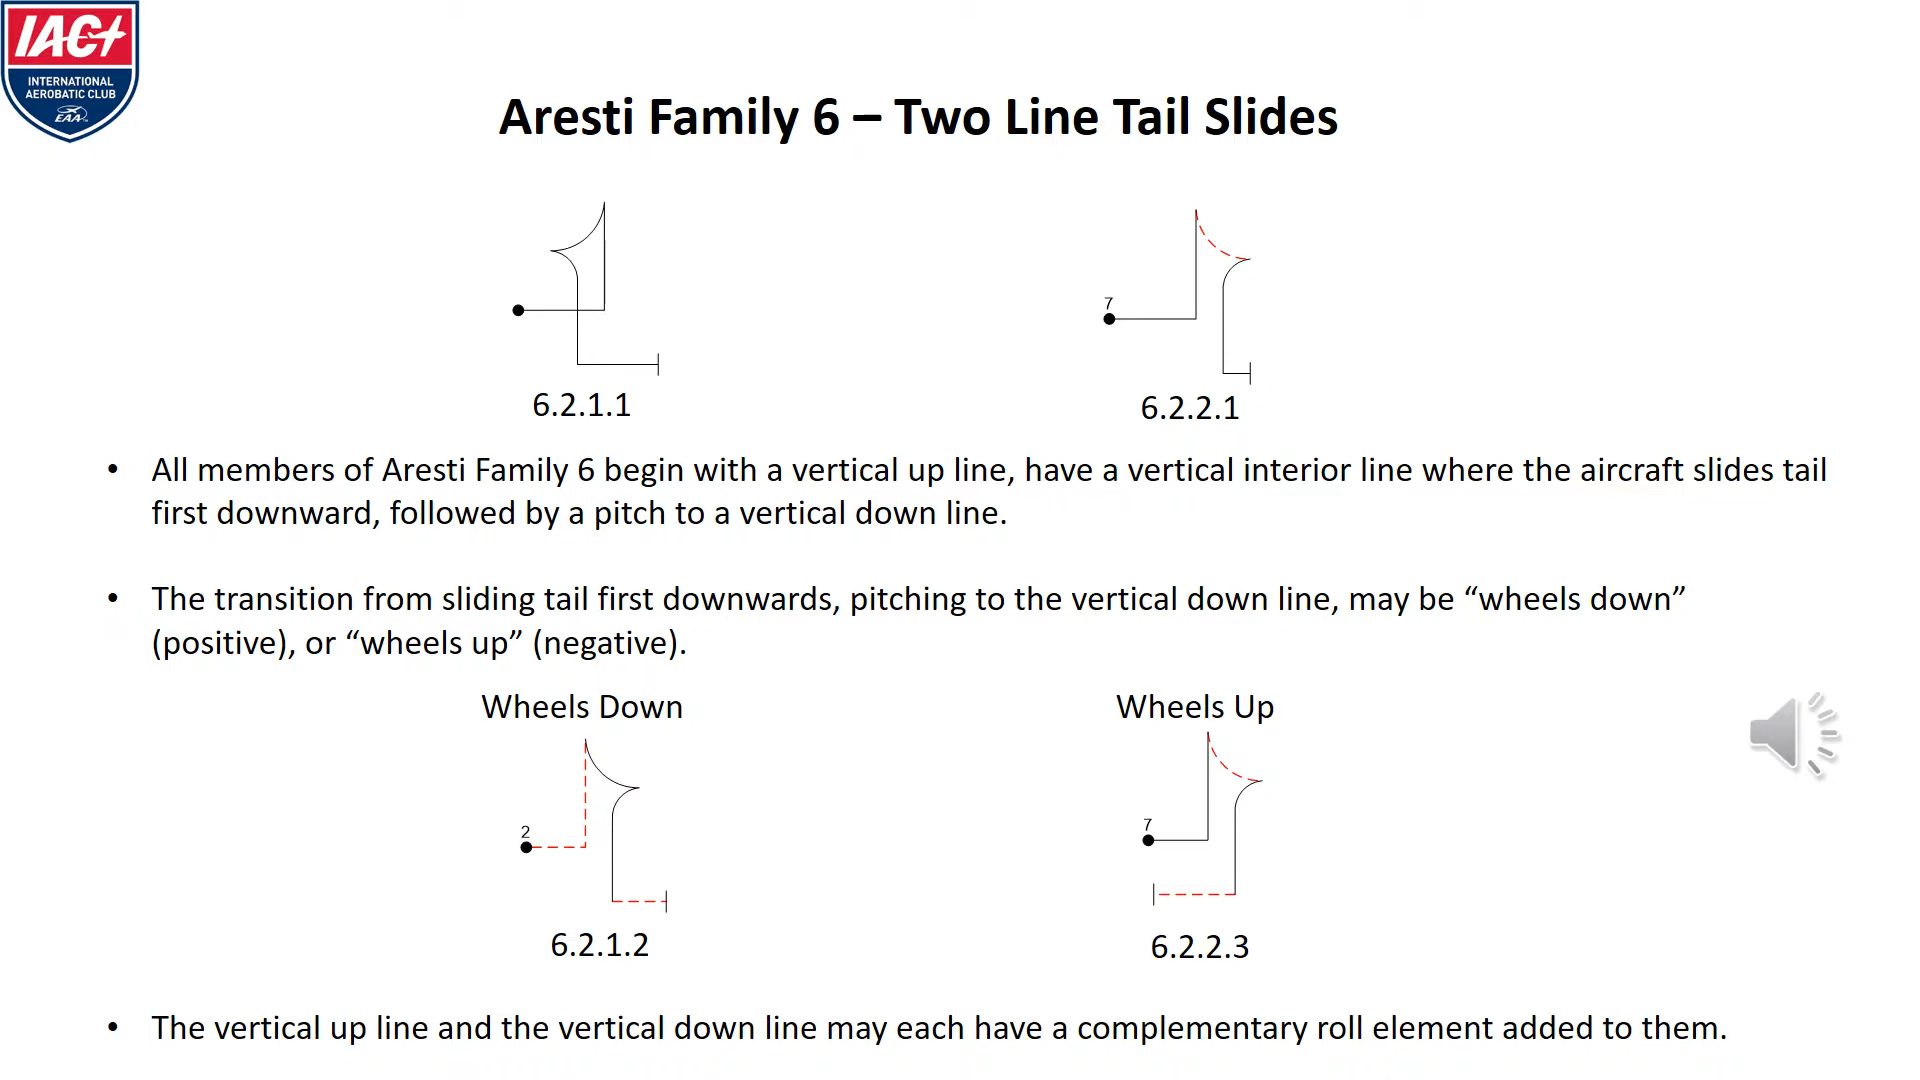 IAC
INTERNATIONAL
AEROBATIC CLUB
EAA
Aresti Family 6 – Two Line Tail Slides
7
6.2.1.1
6.2.2.1
• All members of Aresti Family 6 begin with a vertical up line, have a vertical interior line where the aircraft slides tail
first downward, followed by a pitch to a vertical down line.
• The transition from sliding tail first downwards, pitching to the vertical down line, may be “wheels down”
(positive), or “wheels up” (negative).
Wheels Down
Wheels Up
2
7
6.2.1.2
6.2.2.3
• The vertical up line and the vertical down line may each have a complementary roll element added to them.